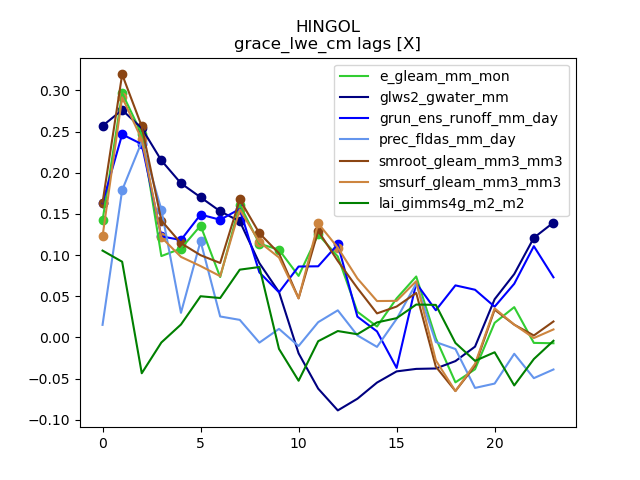 HINGOL
grace_lwe_cm lags [X]
e_gleam_mm_mon
glws2_gwater_mm
grun_ens_runoff_mm_day
prec_fldas_mm_day
smroot_gleam_mm3_mm3
smsurf_gleam_mm3_mm3
lai_gimms4g_m2_m2
0.30
0.25
0.20
0.15
0.10
0.05
0.00
−0.05
−0.10
0 5 10 15 20